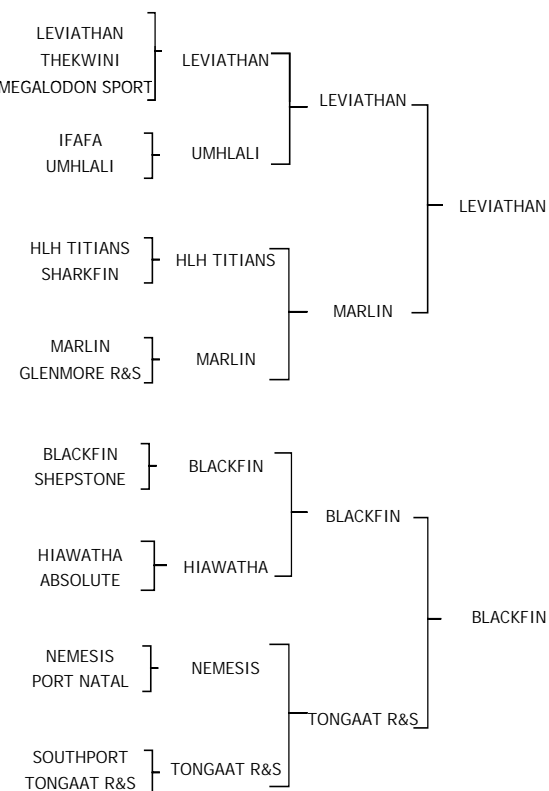 LEVIATHAN
THEKWINI
MEGALODON SPORT
LEVIATHAN
LEVIATHAN
IFAFA
UMHLALI
UMHLALI
LEVIATHAN
HLH TITIANS
SHARKFIN
HLH TITIANS
MARLIN
MARLIN
GLENMORE R&S
MARLIN
BLACKFIN
SHEPSTONE
BLACKFIN
BLACKFIN
HIAWATHA
ABSOLUTE
HIAWATHA
BLACKFIN
NEMESIS
PORT NATAL
NEMESIS
TONGAAT R&S
SOUTHPORT
TONGAAT R&S
TONGAAT R&S